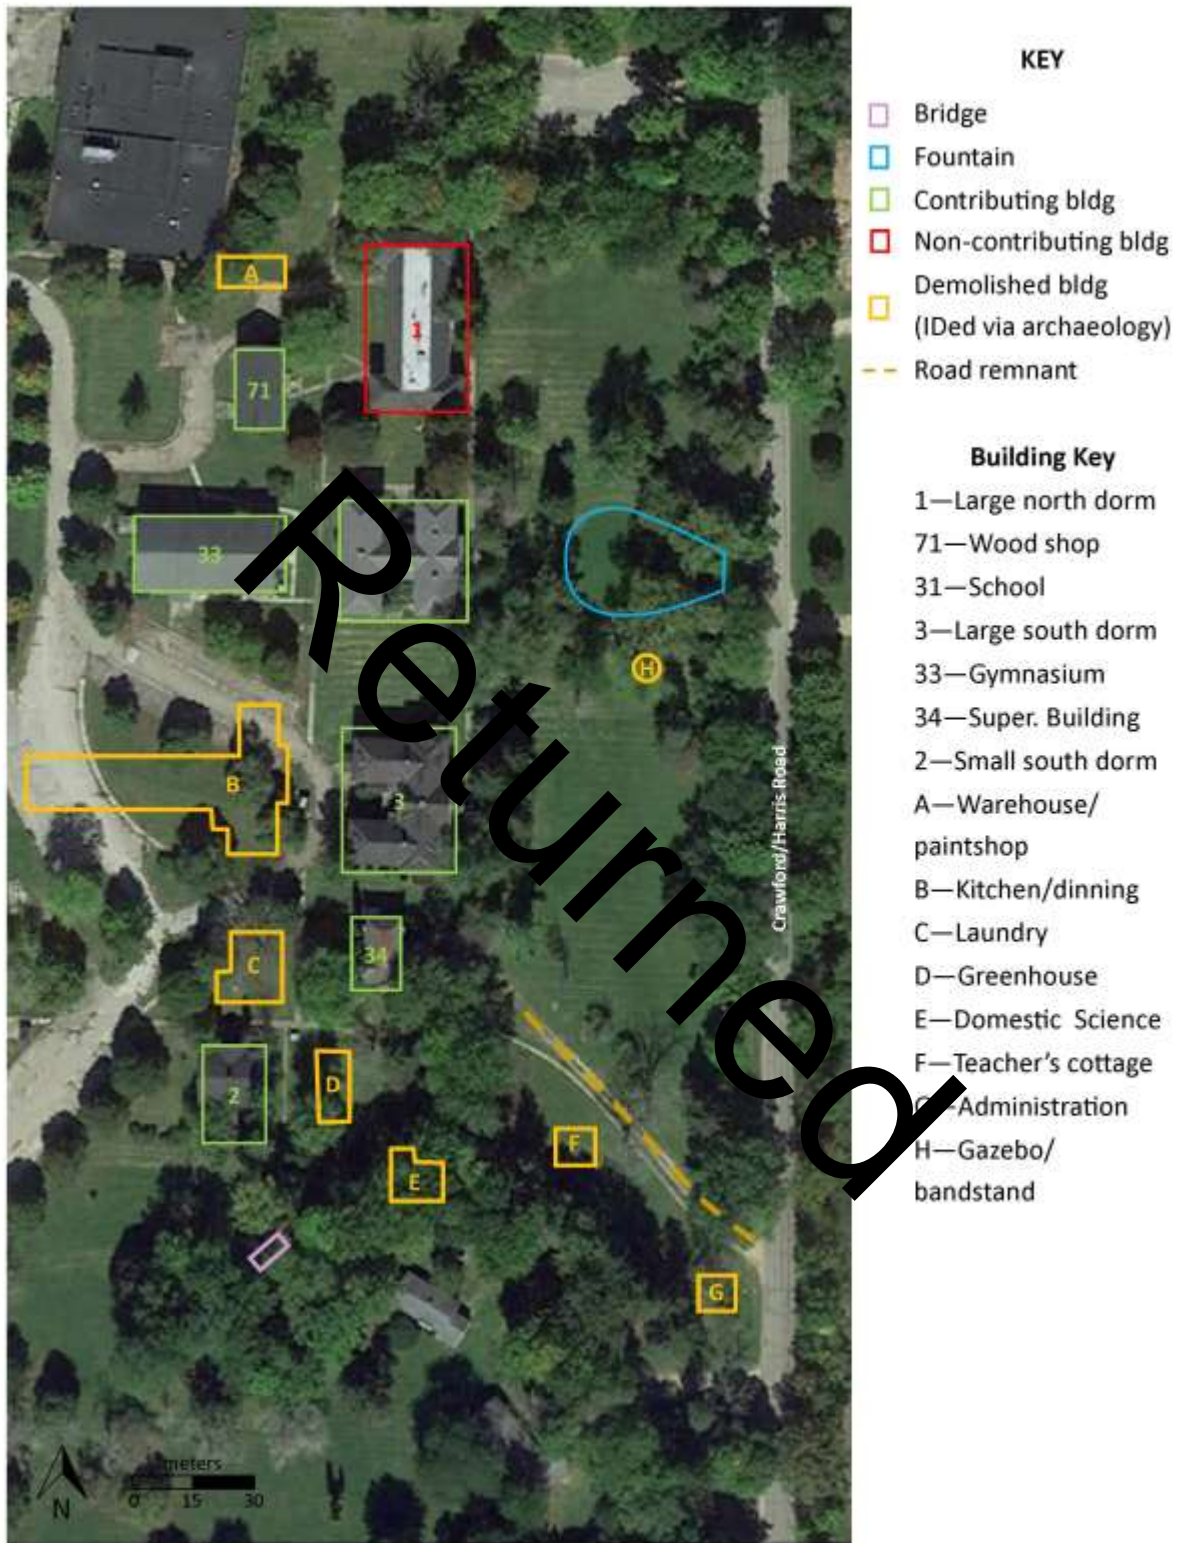 KEY
Bridge
Fountain
Contributing bldg
Non-contributing bldg
Demolished bldg
(IDed via archaeology)
Road remnant
Building Key
1—Large north dorm
71—Wood shop
31—School
3—Large south dorm
33—Gymnasium
34—Super. Building
2—Small south dorm
A—Warehouse/
paintshop
B—Kitchen/dinning
C—Laundry
D—Greenhouse
E—Domestic Science
F—Teacher's cottage
G—Administration
H—Gazebo/
bandstand
A
1
71
33
H
B
3
Crawford/Harris Road
34
C
D
2
F
E
G
meters
0 15 30
N
Returned